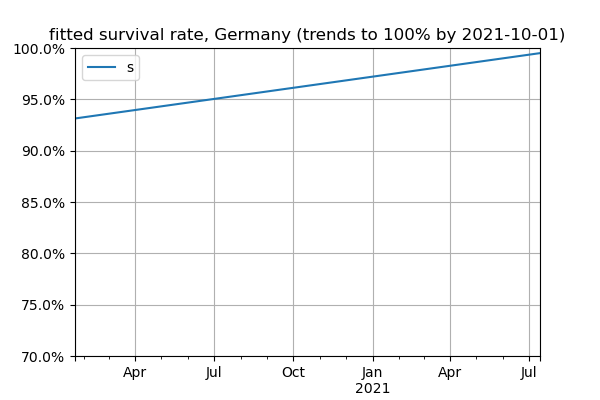 fitted survival rate, Germany (trends to 100% by 2021-10-01)
100.0%
s
95.0%
90.0%
85.0%
80.0%
75.0%
70.0%
Apr Jul Oct Jan Apr Jul
2021